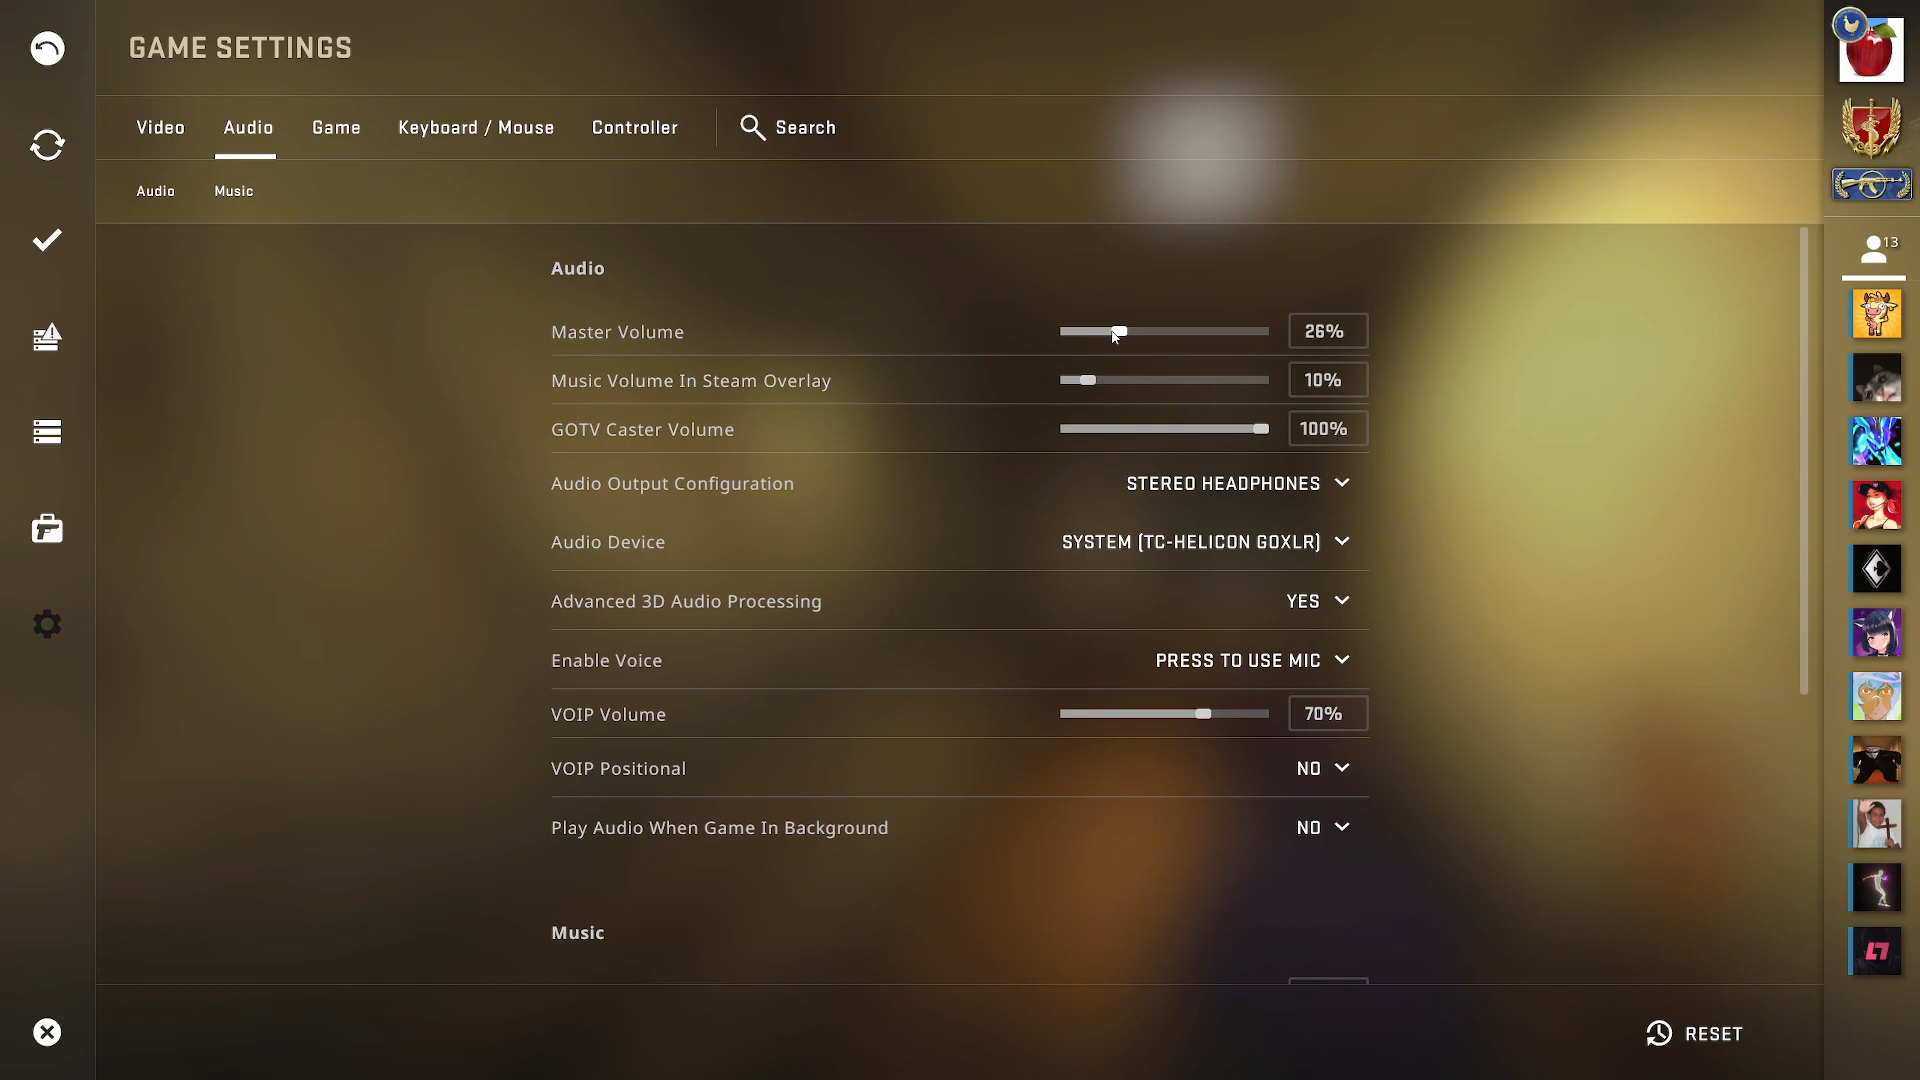 GAME SETTINGS
Video Audio Game Keyboard / Mouse Controller Search
Audio Music
13
Audio
Master Volume 26%
Music Volume In Steam Overlay 10%
GOTV Caster Volume 100%
Audio Output Configuration STEREO HEADPHONES
Audio Device SYSTEM (TC-HELICON GOXLR)
Advanced 3D Audio Processing YES
Enable Voice PRESS TO USE MIC
VOIP Volume 70%
VOIP Positional NO
Play Audio When Game In Background NO
Music
RESET